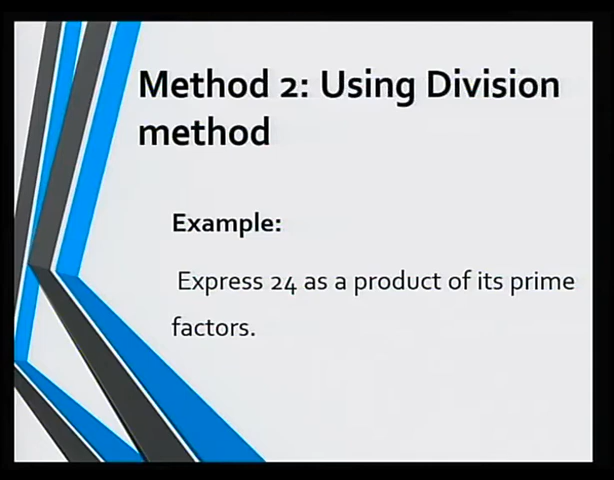 Method 2: Using Division
method
Example:
Express 24 as a product of its prime
factors.